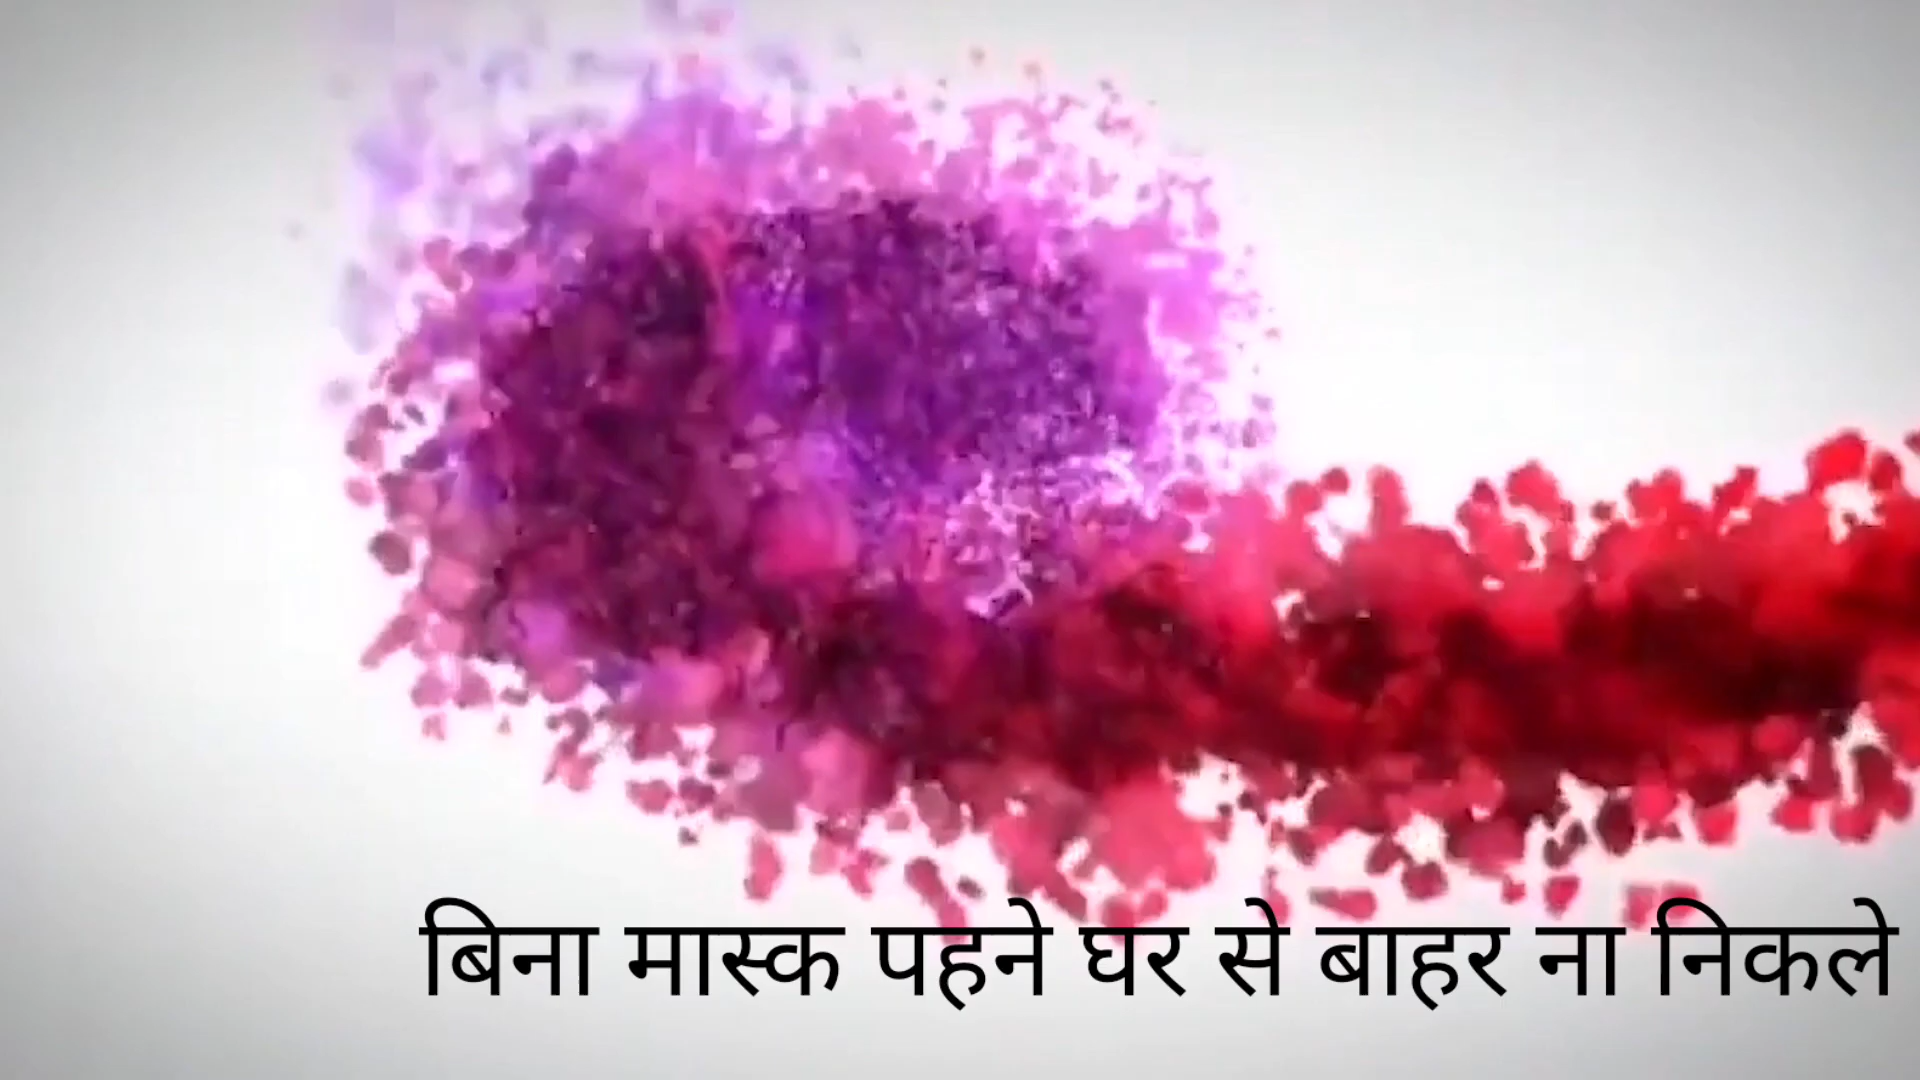 बिना मास्क पहने घर से बाहर ना निकले